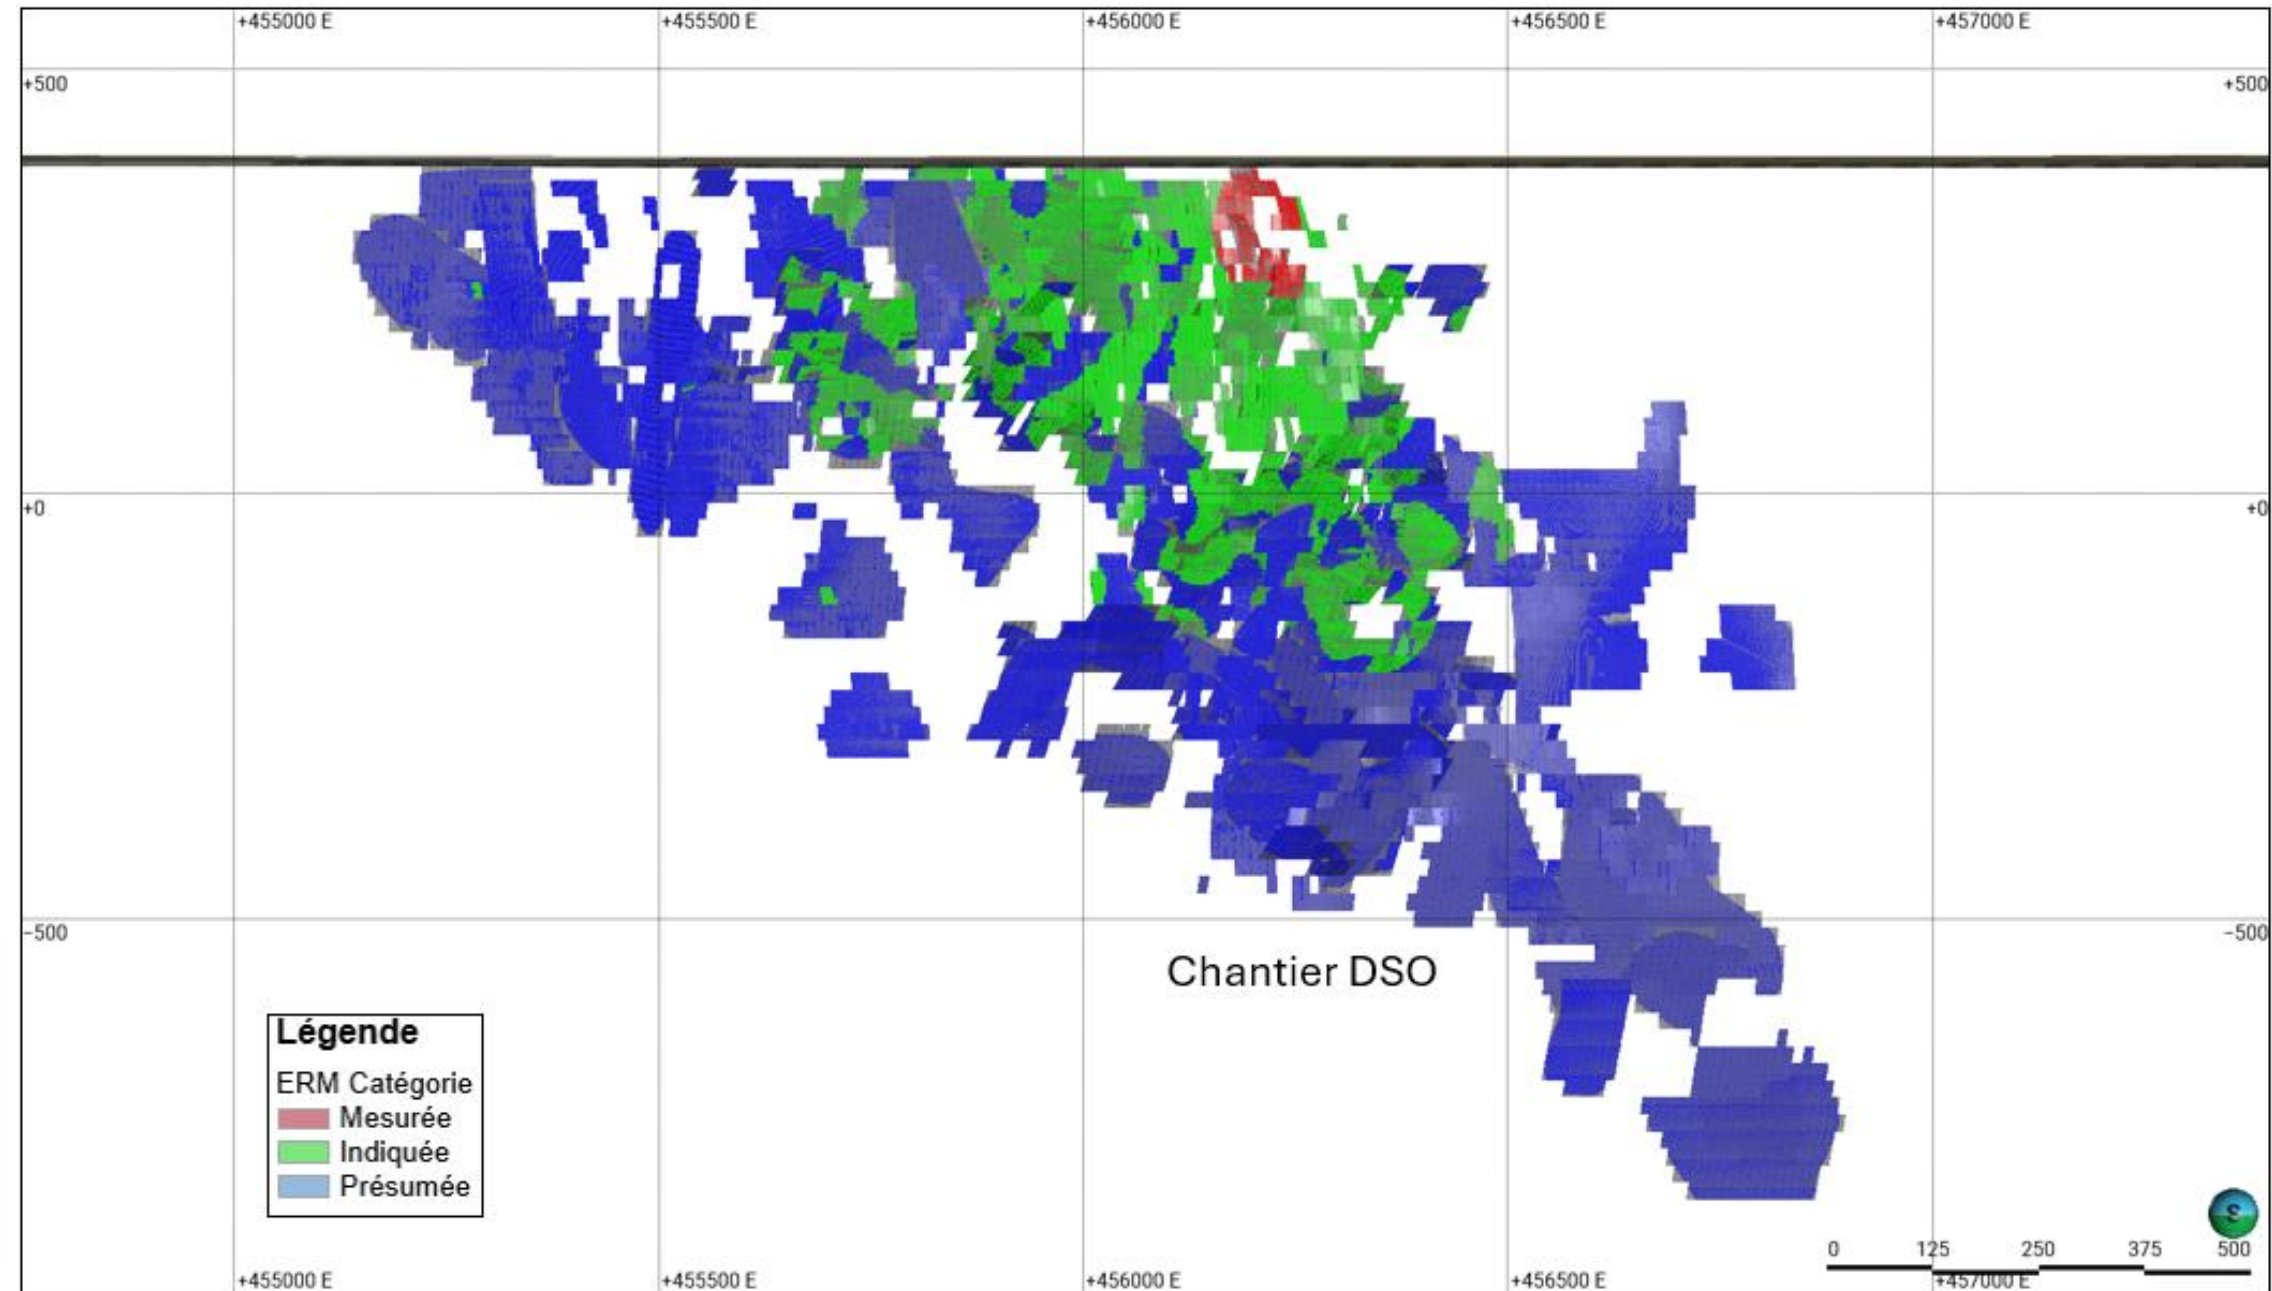 +455000 E
+455500 E
+456000 E
+456500 E
+457000 E
+500
+500
+0
+0
-500
-500
Chantier DSO
Légende
ERM Catégorie
Mesurée
Indiquée
Présumée
S
0 125 250 375 500
+455000 E
+455500 E
+456000 E
+456500 E
+457000 E